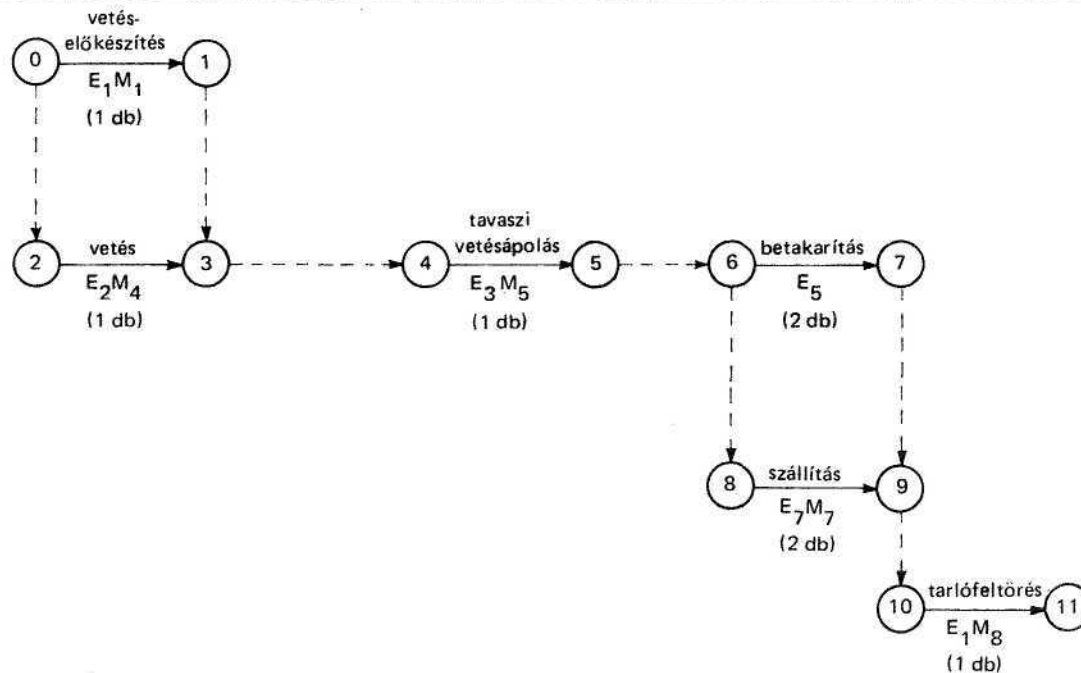 vetés-
előkészítés
0
1
E₁M₁
(1 db)
vetés
2
3
E₂M₄
(1 db)
tavaszi
vetésápolás
4
5
E₃M₅
(1 db)
betakarítás
6
7
E₅
(2 db)
szállítás
8
9
E₇M₇
(2 db)
tarlófeltörés
10
11
E₁M₈
(1 db)